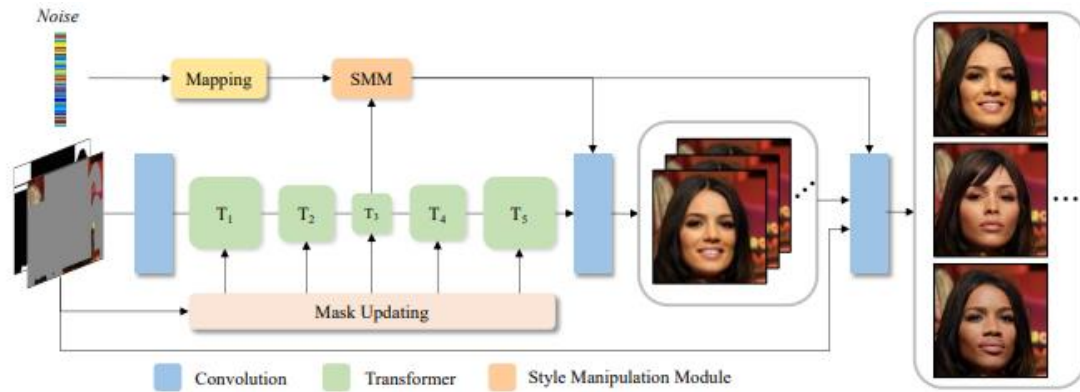 Noise
Mapping
SMM
T1
T2
T3
T4
T5
Mask Updating
Convolution
Transformer
Style Manipulation Module